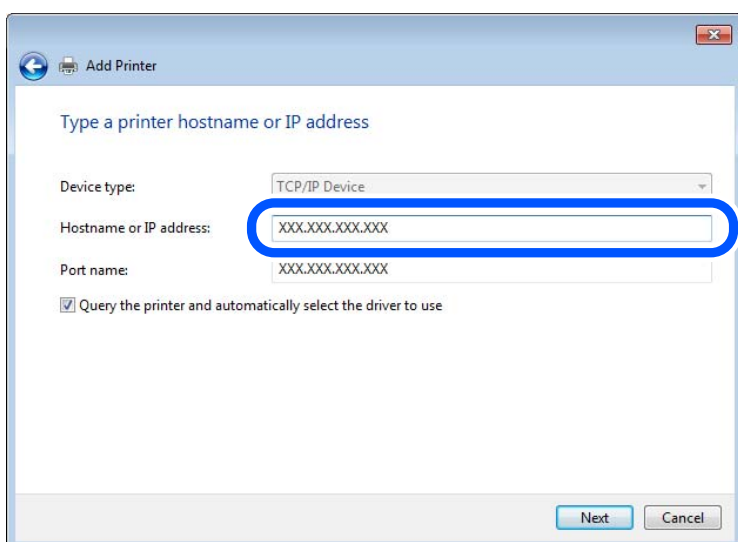 Add Printer
Type a printer hostname or IP address
Device type: TCP/IP Device
Hostname or IP address: XXX.XXX.XXX.XXX
Port name: XXX.XXX.XXX.XXX
Query the printer and automatically select the driver to use
Next Cancel